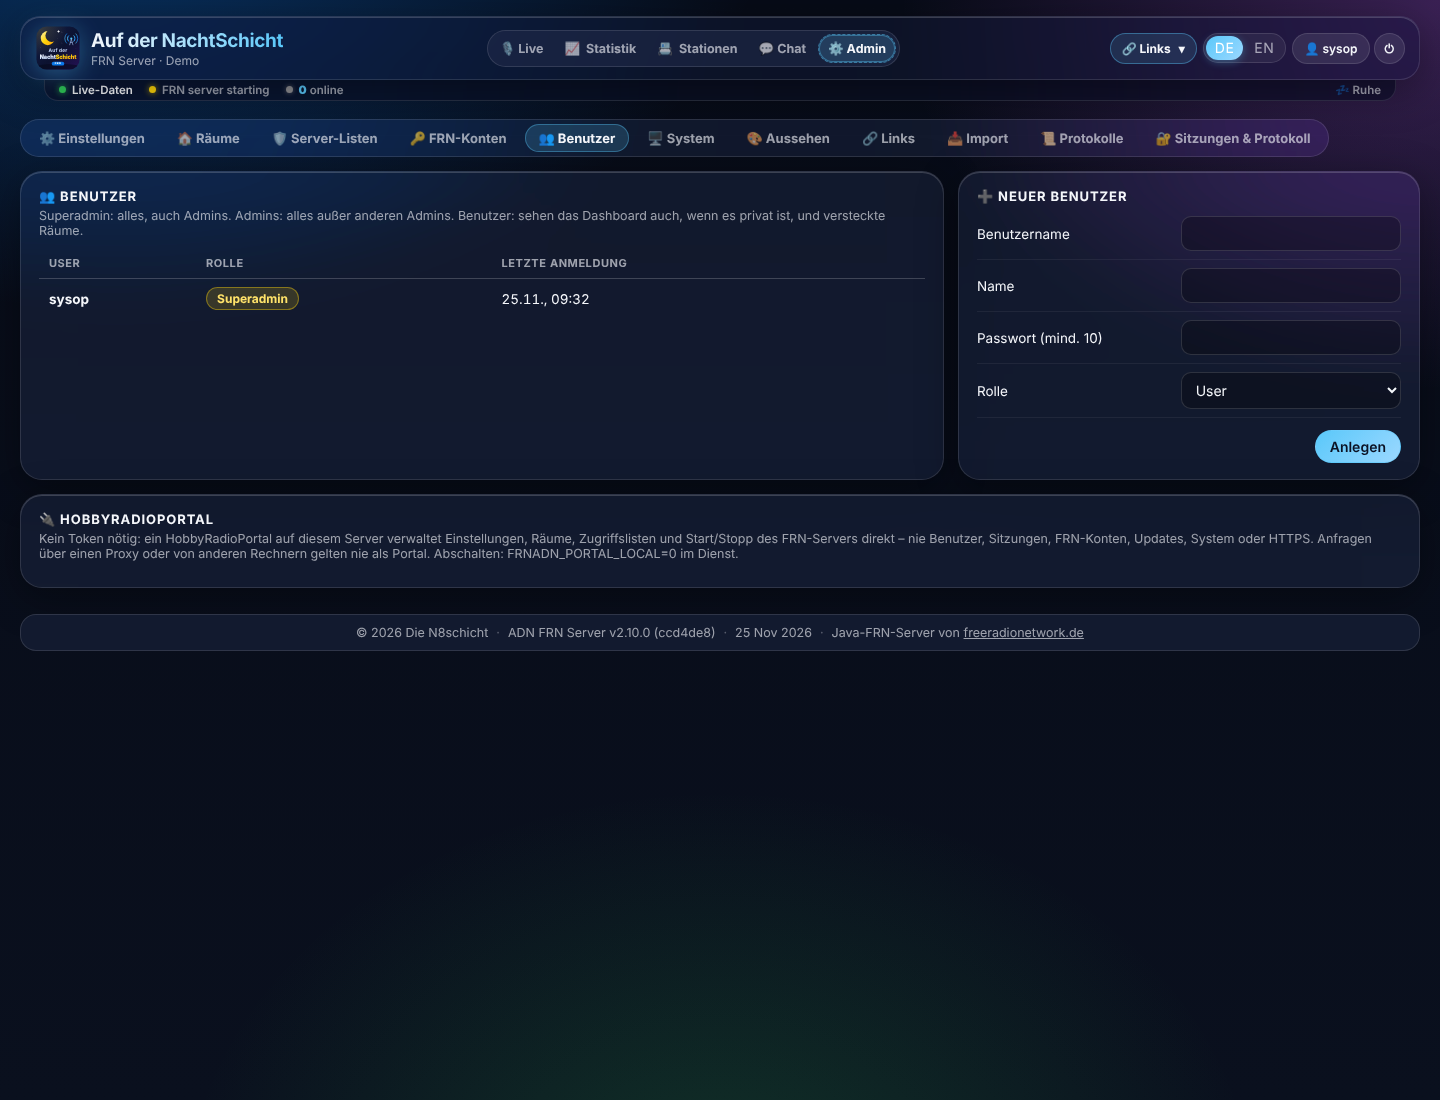 Auf der NachtSchicht
FRN Server · Demo
Live
Statistik
Stationen
Chat
Admin
Links ▾
DE
EN
sysop
Live-Daten
FRN server starting
0 online
Ruhe
Einstellungen
Räume
Server-Listen
FRN-Konten
Benutzer
System
Aussehen
Links
Import
Protokolle
Sitzungen & Protokoll
BENUTZER
Superadmin: alles, auch Admins. Admins: alles außer anderen Admins. Benutzer: sehen das Dashboard auch, wenn es privat ist, und versteckte
Räume.
USER ROLLE LETZTE ANMELDUNG
sysop Superadmin 25.11., 09:32
NEUER BENUTZER
Benutzername
Name
Passwort (mind. 10)
Rolle User
Anlegen
HOBBYRADIOPORTAL
Kein Token nötig: ein HobbyRadioPortal auf diesem Server verwaltet Einstellungen, Räume, Zugriffslisten und Start/Stopp des FRN-Servers direkt – nie Benutzer, Sitzungen, FRN-Konten, Updates, System oder HTTPS. Anfragen
über einen Proxy oder von anderen Rechnern gelten nie als Portal. Abschalten: FRNADN_PORTAL_LOCAL=0 im Dienst.
© 2026 Die N8schicht · ADN FRN Server v2.10.0 (ccd4de8) · 25 Nov 2026 · Java-FRN-Server von freeradionetwork.de